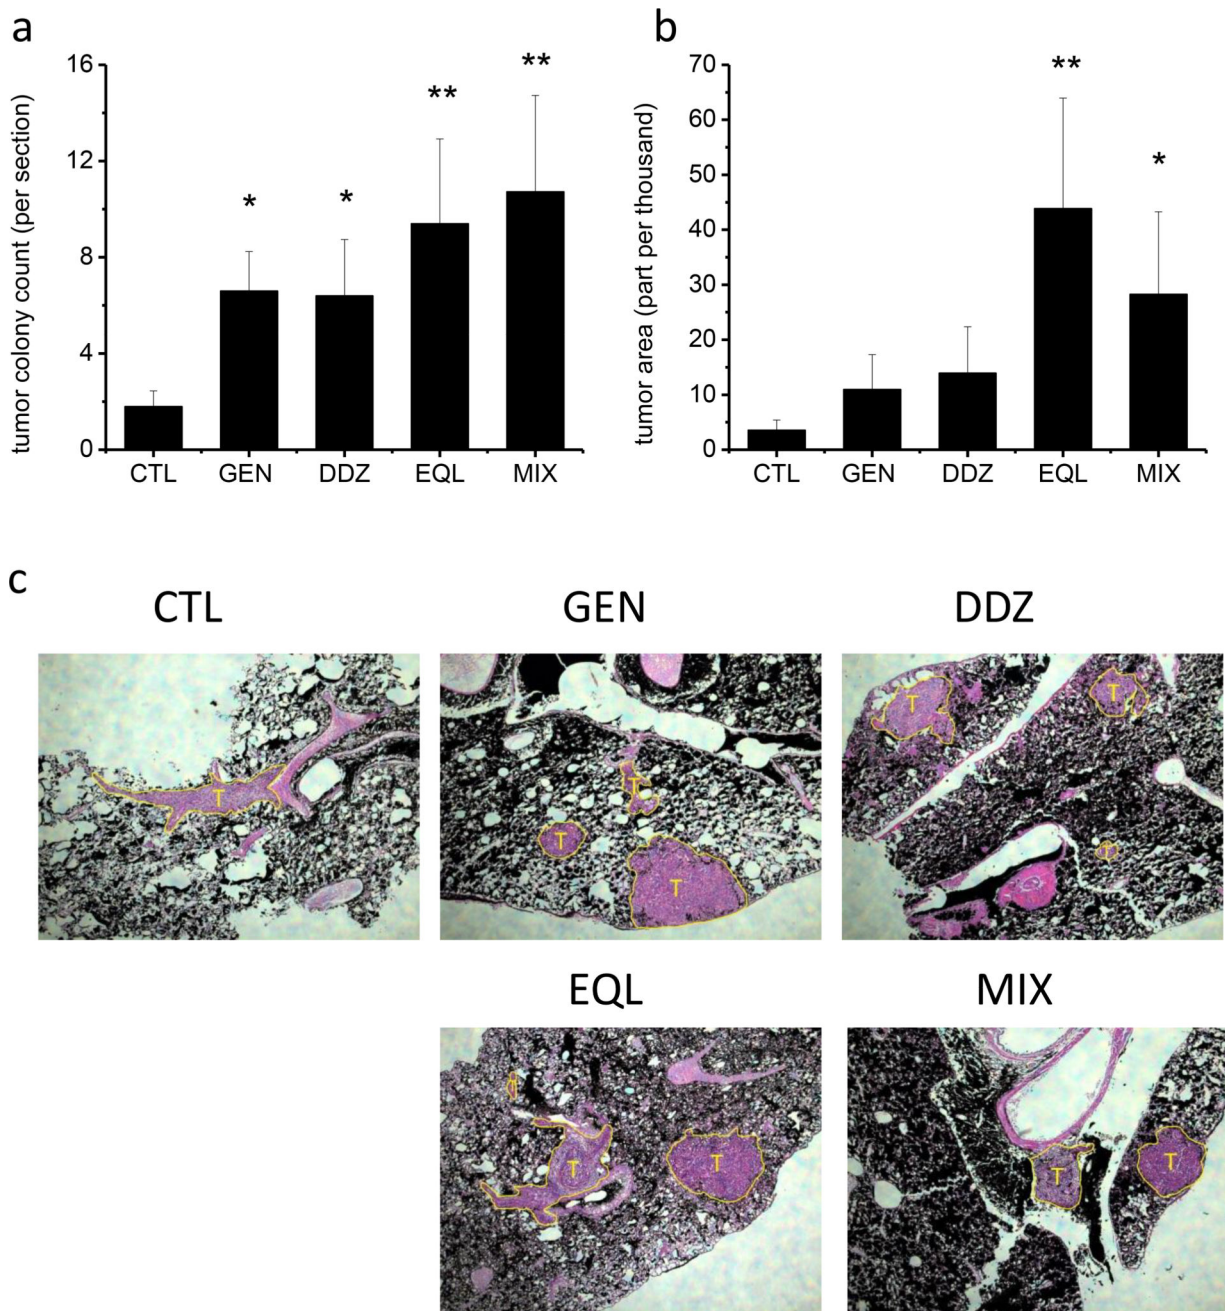 a
b
tumor colony count (per section)
16
12
8
4
0
*
*
**
**
CTL GEN DDZ EQL MIX
tumor area (part per thousand)
70
60
50
40
30
20
10
0
**
*
CTL GEN DDZ EQL MIX
c
CTL GEN DDZ
T
T
T
T
T
T
T
EQL MIX
T
T
T
T
T